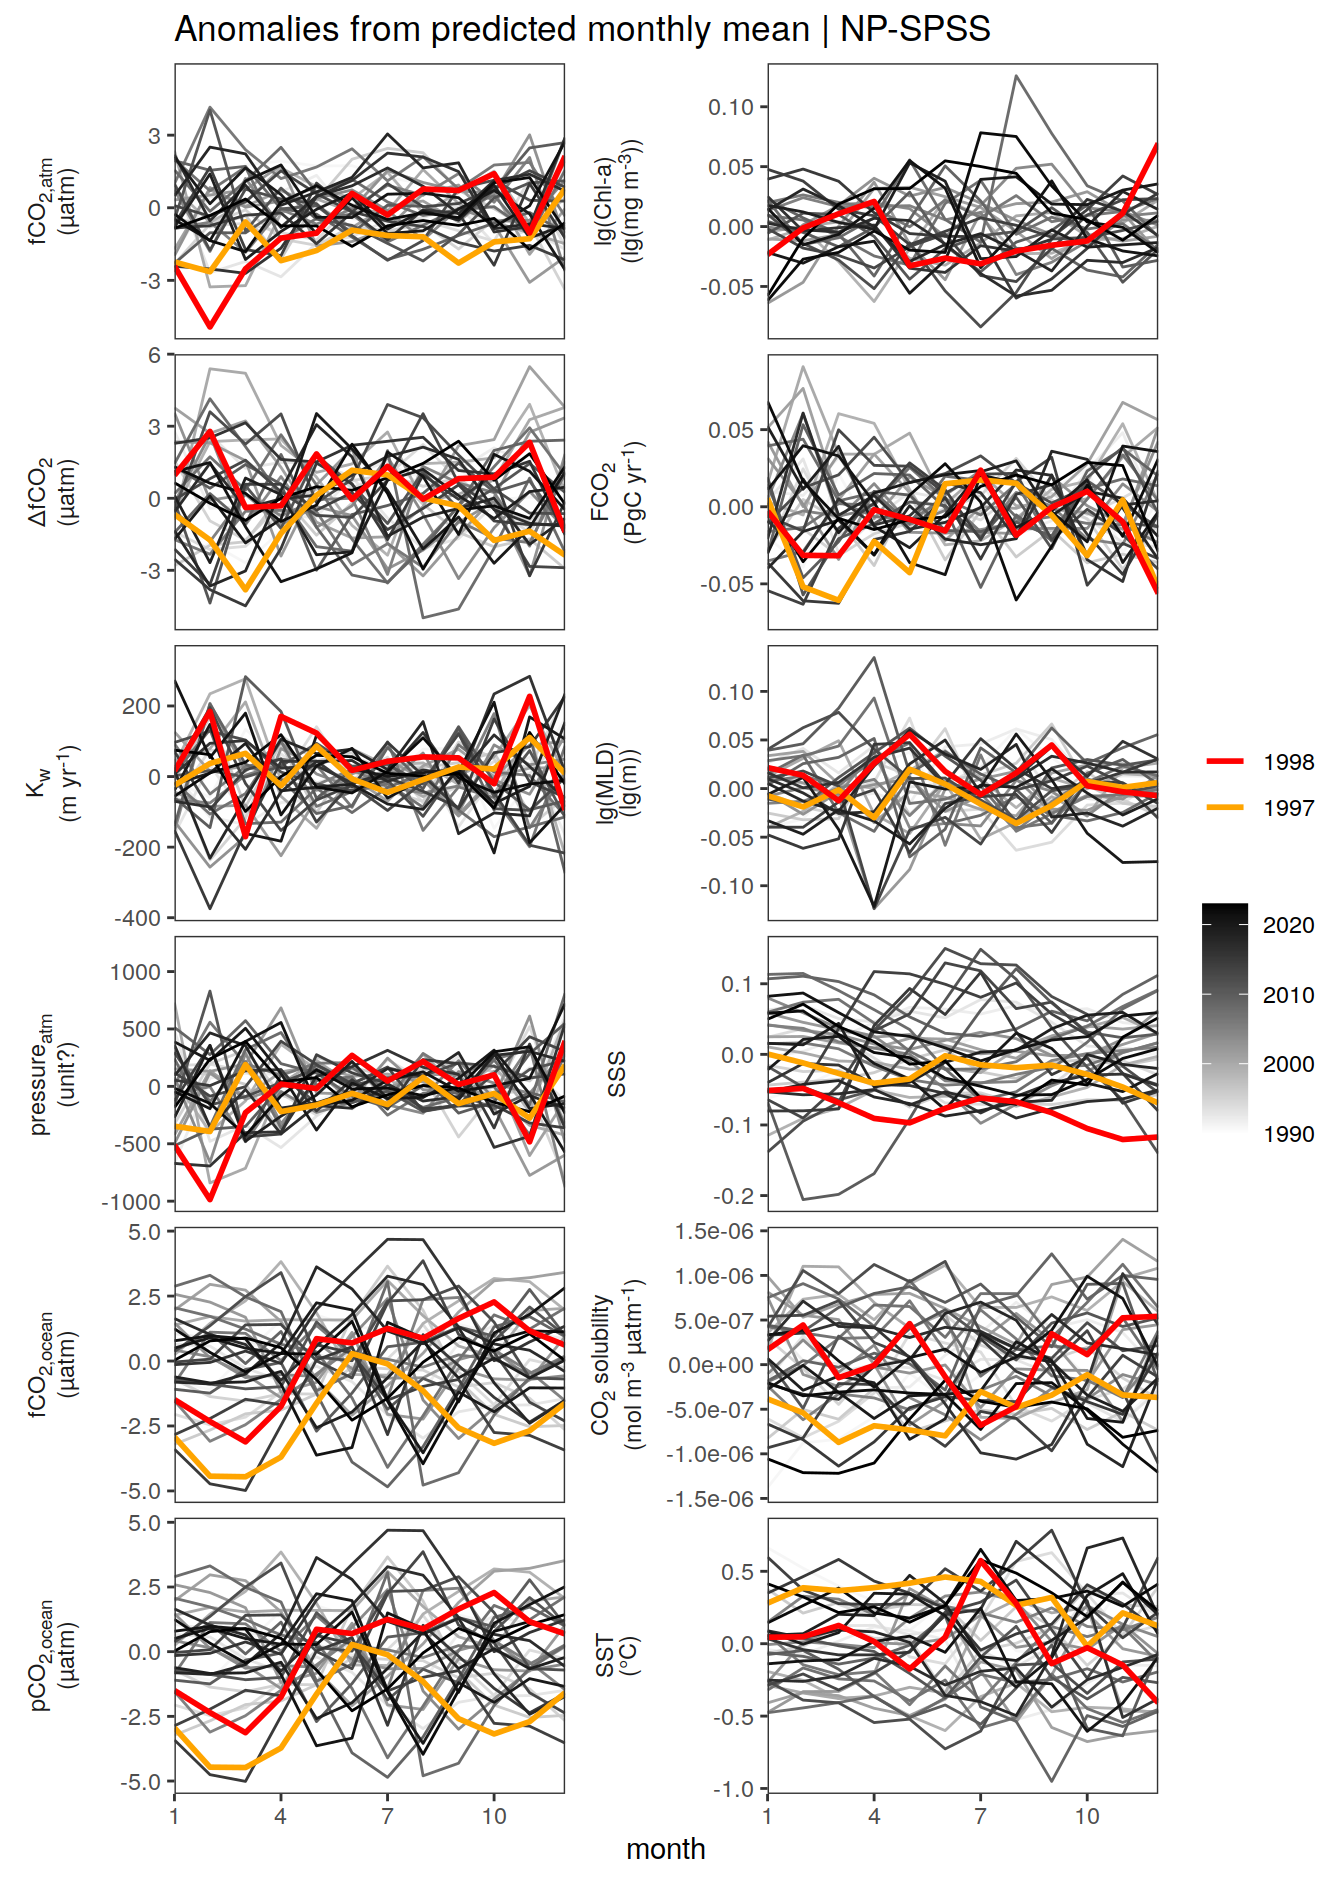 Anomalies from predicted monthly mean | NP-SPSS
fCO2,atm
(µatm)
3
0
-3
lg(Chl-a)
(lg(mg m-3))
0.10
0.05
0.00
-0.05
ΔfCO2
(µatm)
6
3
0
-3
FCO2
(PgC yr-1)
0.05
0.00
-0.05
Kw
(m yr-1)
200
0
-200
-400
lg(MLD)
(lg(m))
0.10
0.05
0.00
-0.05
-0.10
pressureatm
(unit?)
1000
500
0
-500
-1000
SSS
0.1
0.0
-0.1
-0.2
fCO2,ocean
(µatm)
5.0
2.5
0.0
-2.5
-5.0
CO2 solubility
(mol m-3 µatm-1)
1.5e-06
1.0e-06
5.0e-07
0.0e+00
-5.0e-07
-1.0e-06
-1.5e-06
pCO2,ocean
(µatm)
5.0
2.5
0.0
-2.5
-5.0
SST
(°C)
0.5
0.0
-0.5
-1.0
1 4 7 10
1 4 7 10
month
1998
1997
2020
2010
2000
1990